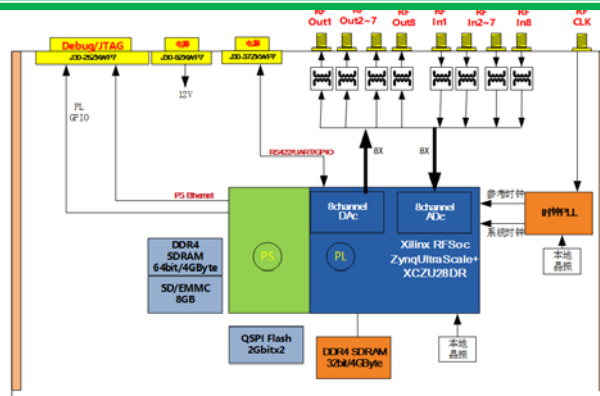 RF
Out1
RF
Out2~7
RF
Out8
RF
In1
RF
In2~7
RF
In8
RF
CLK
Debug/JTAG
J30-25ZKWP7
电源
J30-9ZKWP7
电源
J30-37ZKWP7
12V
PL
GPIO
RS422/UART/GPIO
8X
8X
PS Ethernet
8channel
DAc
8channel
ADc
参考时钟
系统时钟
时钟PLL
PS
PL
Xilinx RFSoc
ZynqUltraScale+
XCZU28DR
DDR4
SDRAM
64bit/4GByte
SD/EMMC
8GB
QSPI Flash
2Gbitx2
DDR4 SDRAM
32bit/4GByte
本地
晶振
本地
晶振